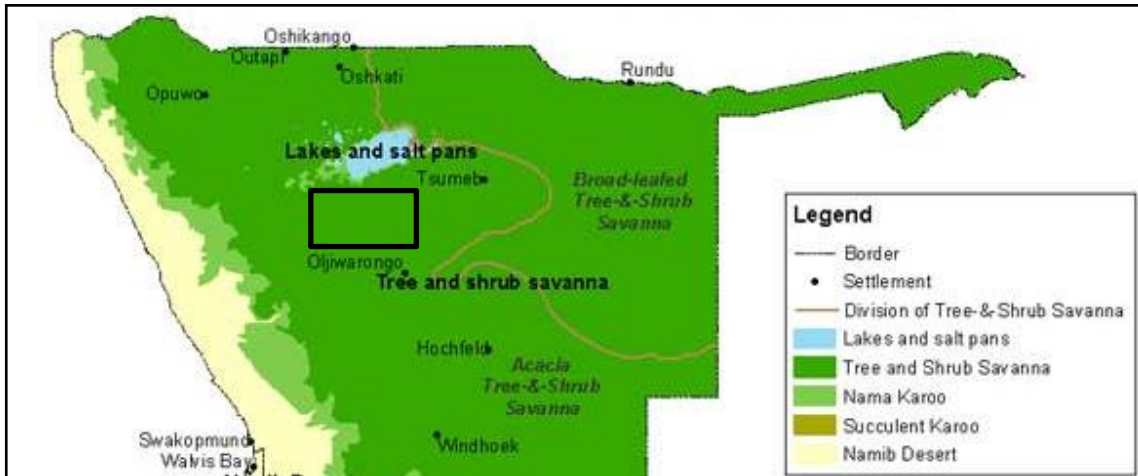 Oshikango
Outapi
Oshkati
Rundu
Opuwo
Lakes and salt pans
Tsumeb
Broad-leafed
Tree-&-Shrub
Savanna
Oljiwarongo
Tree and shrub savanna
Hochfeld
Acacia
Tree-&-Shrub
Savanna
Windhoek
Swakopmund
Walvis Bay
Legend
Border
Settlement
Division of Tree-&-Shrub Savanna
Lakes and salt pans
Tree and Shrub Savanna
Nama Karoo
Succulent Karoo
Namib Desert